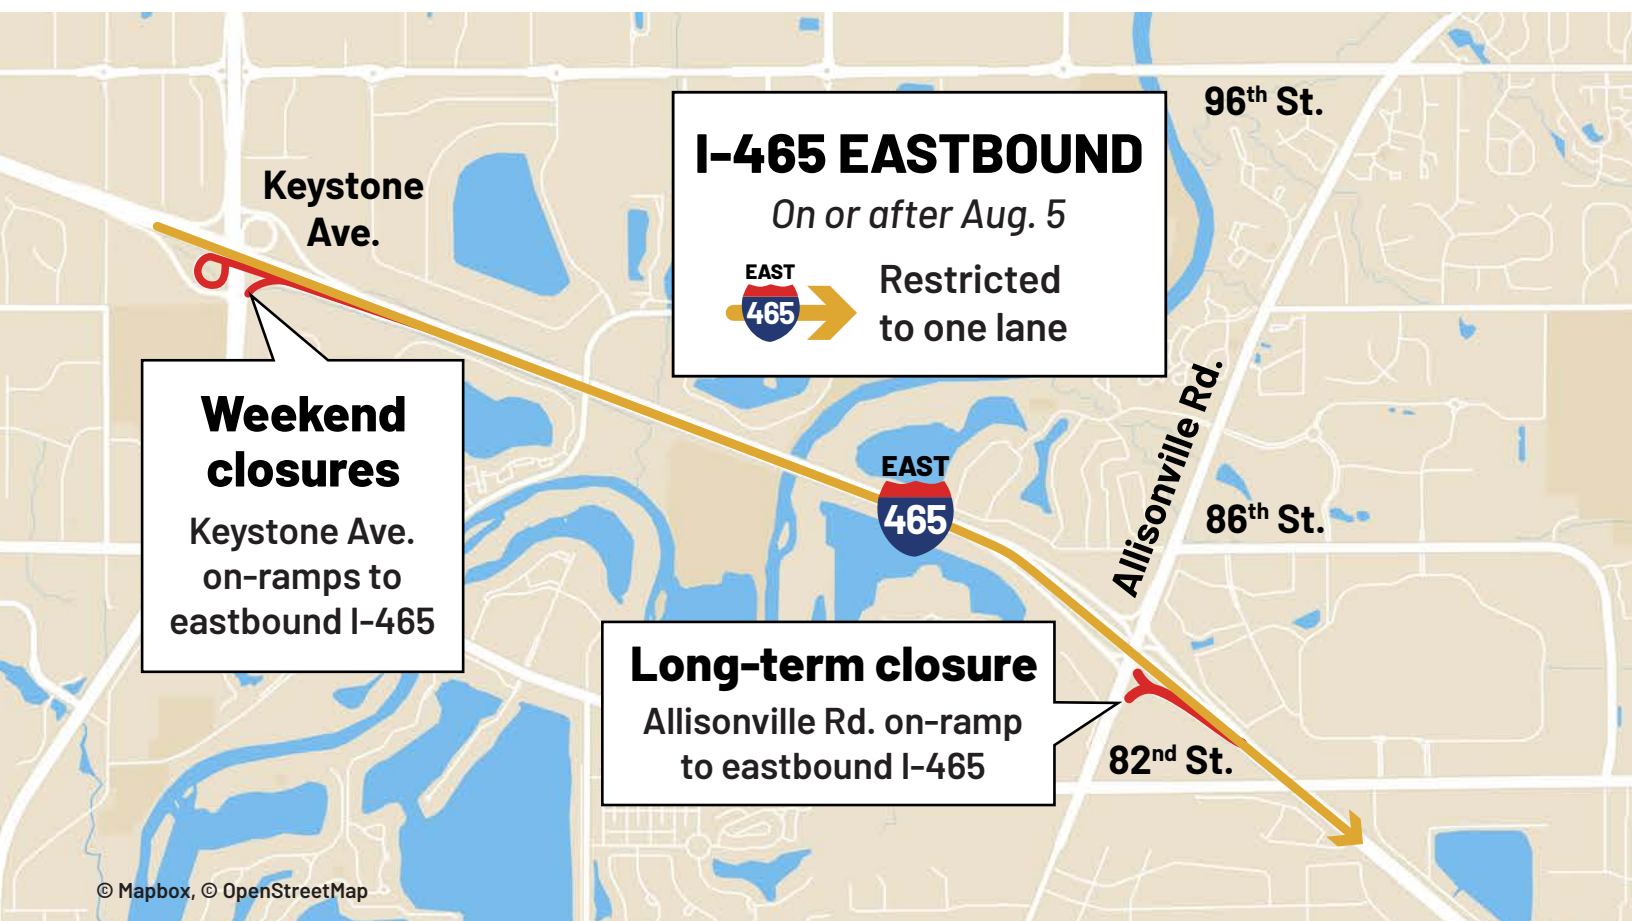 96th St.
I-465 EASTBOUND
On or after Aug. 5
EAST
465
Restricted
to one lane
Keystone
Ave.
Weekend
closures
Keystone Ave.
on-ramps to
eastbound I-465
EAST
465
Allisonville Rd.
86th St.
Long-term closure
Allisonville Rd. on-ramp
to eastbound I-465
82nd St.
© Mapbox, © OpenStreetMap